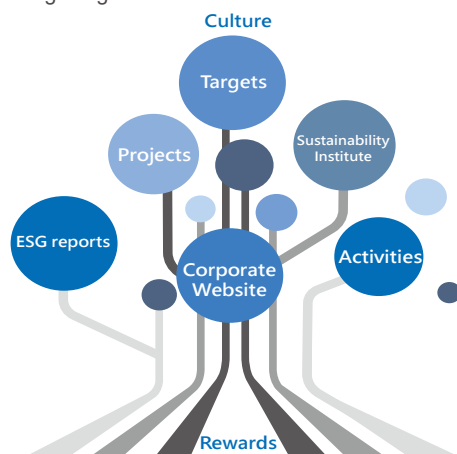 Culture
Targets
Projects
Sustainability
Institute
ESG reports
Corporate
Website
Activities
Rewards